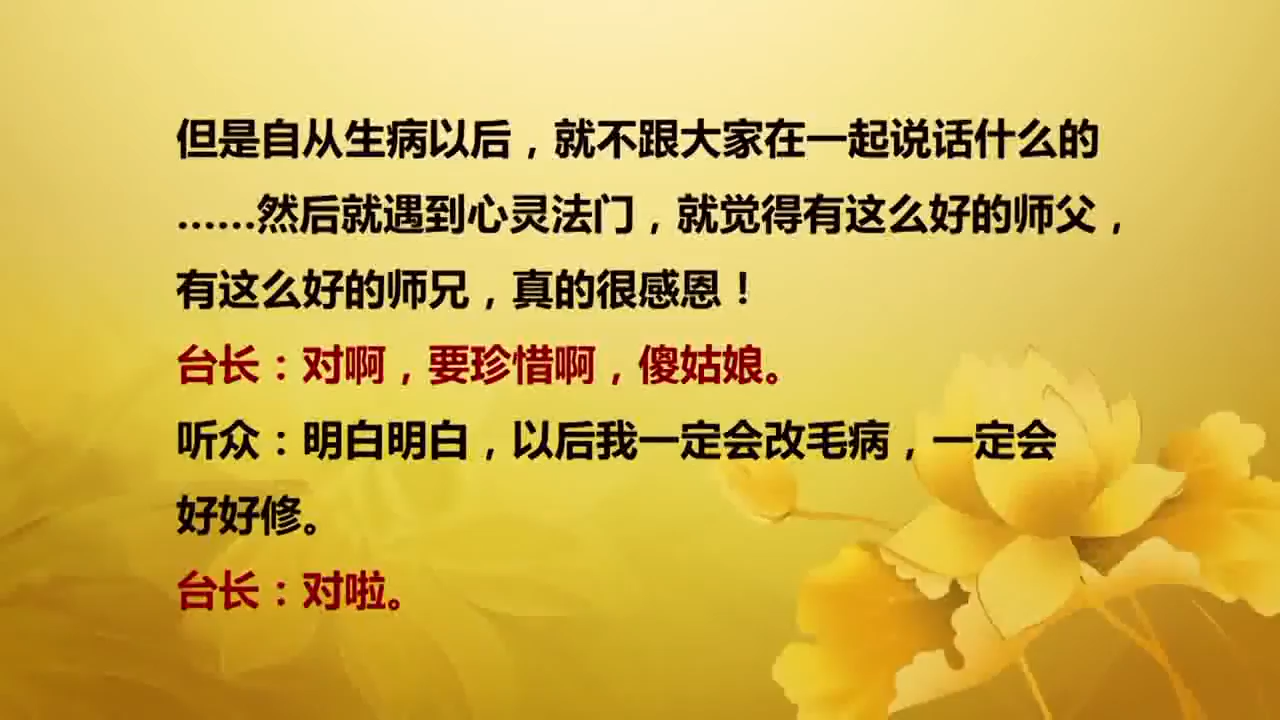 但是自从生病以后，就不跟大家在一起说话什么的
......然后就遇到心灵法门，就觉得有这么好的师父，
有这么好的师兄，真的很感恩！
台长：对啊，要珍惜啊，傻姑娘。
听众：明白明白，以后我一定会改毛病，一定会
好好修。
台长：对啦。